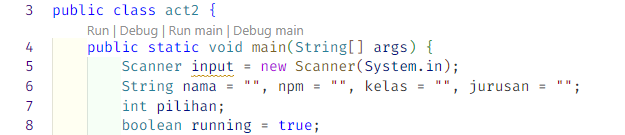 3 public class act2 {
Run | Debug | Run main | Debug main
4 public static void main(String[] args) {
5 Scanner input = new Scanner(System.in);
6 String nama = "", npm = "", kelas = "", jurusan = "";
7 int pilihan;
8 boolean running = true;